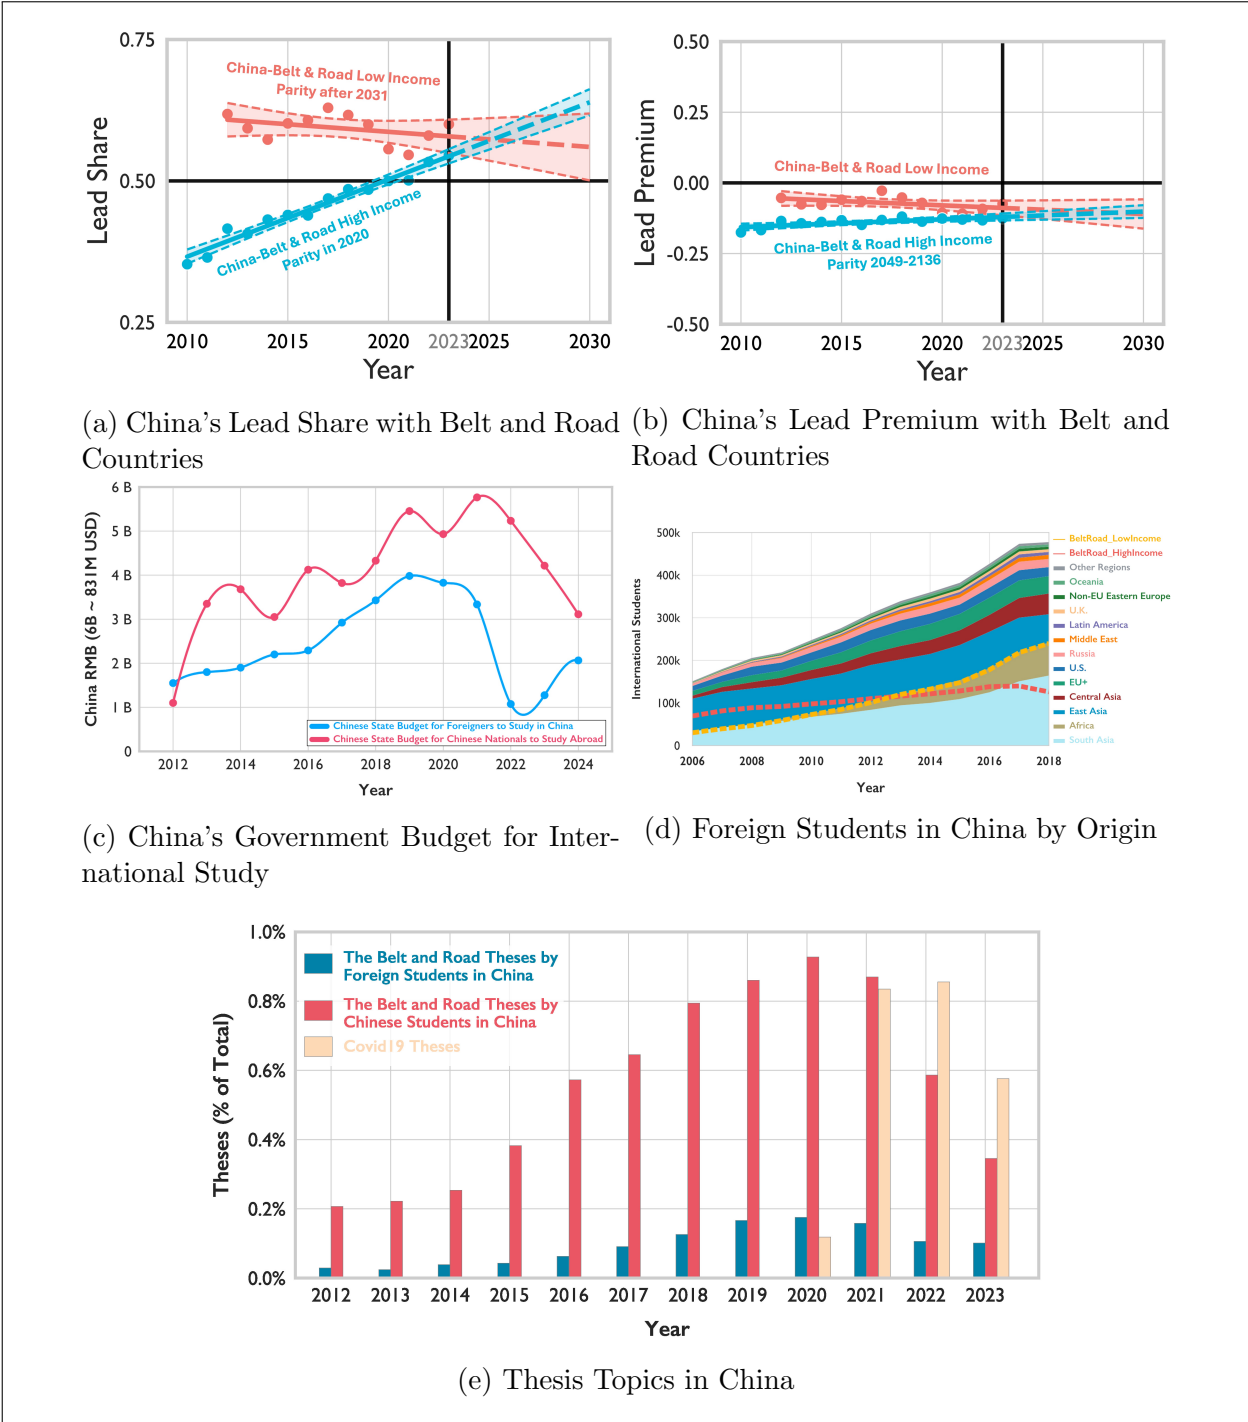 0.75
China-Belt & Road Low Income
Parity after 2031
0.50
China-Belt & Road High Income
Parity in 2020
0.25
Lead Share
2010 2015 2020 2023 2025 2030
Year
(a) China's Lead Share with Belt and Road
Countries
0.50
0.25
China-Belt & Road Low Income
0.00
China-Belt & Road High Income
Parity 2049-2136
-0.25
-0.50
Lead Premium
2010 2015 2020 2023 2025 2030
Year
(b) China's Lead Premium with Belt and
Road Countries
6 B
5 B
4 B
3 B
2 B
1 B
0
China RMB (6B ~ 831M USD)
Chinese State Budget for Foreigners to Study in China
Chinese State Budget for Chinese Nationals to Study Abroad
2012 2014 2016 2018 2020 2022 2024
Year
(c) China's Government Budget for Inter-
national Study
500k
400k
300k
200k
100k
0
International Students
2006 2008 2010 2012 2014 2016 2018
Year
BeltRoad_LowIncome
BeltRoad_HighIncome
Other Regions
Oceania
Non-EU Eastern Europe
U.K.
Latin America
Middle East
Russia
U.S.
EU+
Central Asia
East Asia
Africa
South Asia
(d) Foreign Students in China by Origin
1.0%
0.8%
0.6%
0.4%
0.2%
0.0%
Theses (% of Total)
The Belt and Road Theses by
Foreign Students in China
The Belt and Road Theses by
Chinese Students in China
Covid19 Theses
2012 2013 2014 2015 2016 2017 2018 2019 2020 2021 2022 2023
Year
(e) Thesis Topics in China